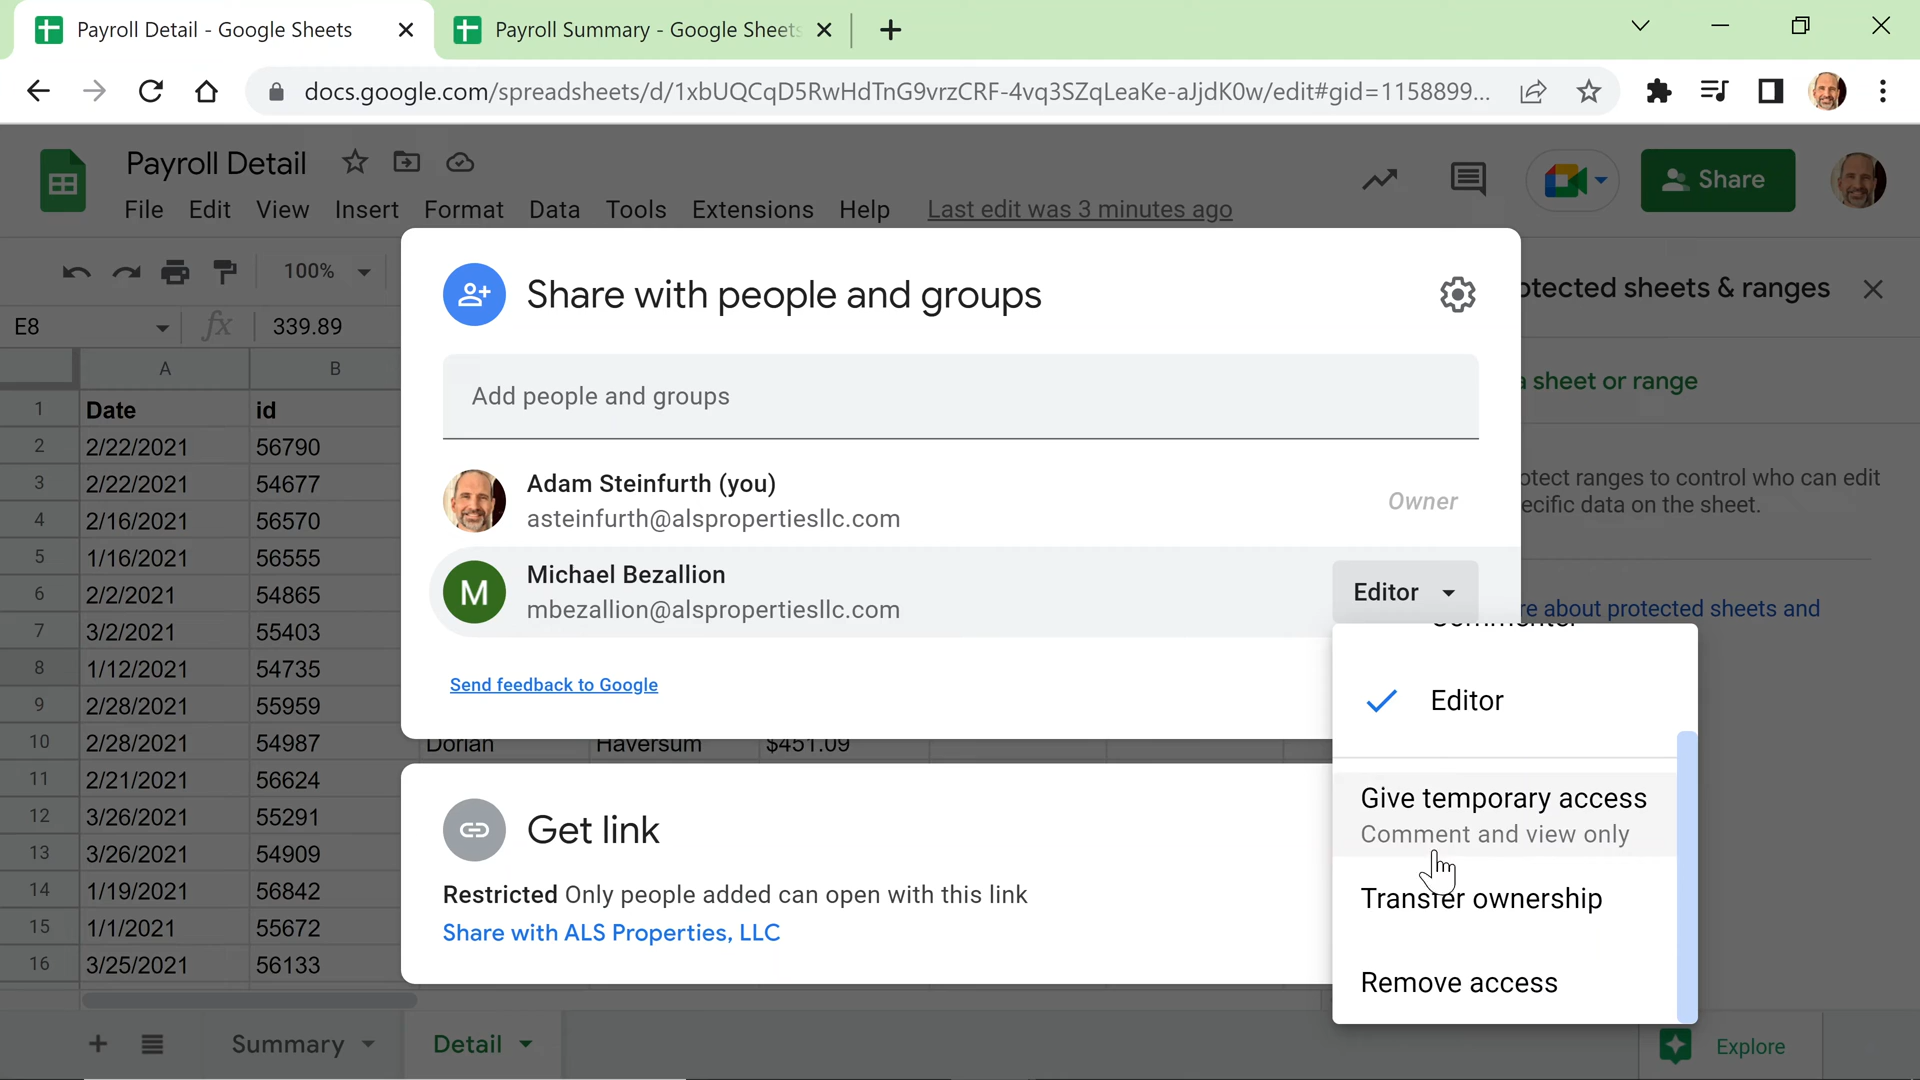 Payroll Detail - Google Sheets
Payroll Summary - Google Sheets
docs.google.com/spreadsheets/d/1xbUQCqD5RwHdTnG9vrzCRF-4vq3SZqLeaKe-aJjdK0w/edit#gid=1158899...
Payroll Detail
Share
File Edit View Insert Format Data Tools Extensions Help Last edit was 3 minutes ago
100%
Share with people and groups
otected sheets & ranges
E8
fx
339.89
A B
Add people and groups
a sheet or range
1 Date id
2 2/22/2021 56790
3 2/22/2021 54677
4 2/16/2021 56570
5 1/16/2021 56555
6 2/2/2021 54865
7 3/2/2021 55403
8 1/12/2021 54735
9 2/28/2021 55959
10 2/28/2021 54987 Dorian Haversum $451.09
11 2/21/2021 56624
12 3/26/2021 55291
13 3/26/2021 54909
14 1/19/2021 56842
15 1/1/2021 55672
16 3/25/2021 56133
Adam Steinfurth (you)
asteinfurth@alspropertiesllc.com
Owner
otect ranges to control who can edit
ecific data on the sheet.
M
Michael Bezallion
mbezallion@alspropertiesllc.com
Editor
re about protected sheets and
Send feedback to Google
Commenter
Editor
Give temporary access
Comment and view only
Transfer ownership
Remove access
Get link
Restricted Only people added can open with this link
Share with ALS Properties, LLC
Summary
Detail
Explore